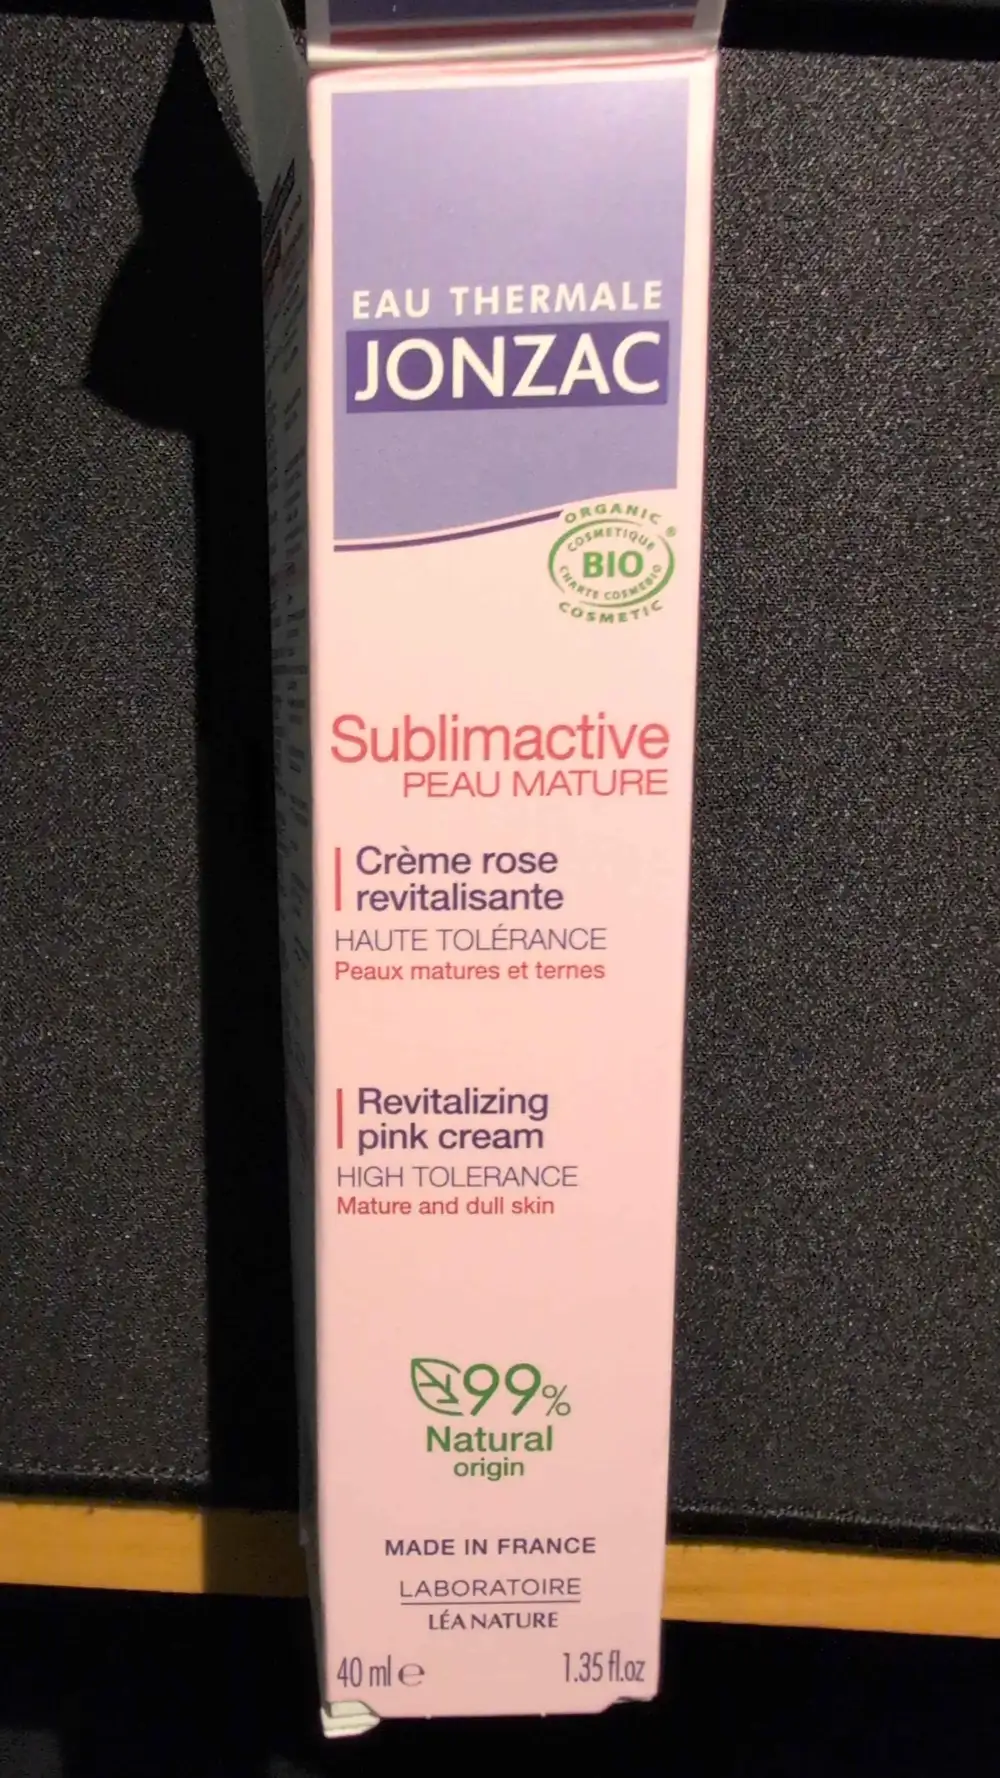 EAU THERMALE
JONZAC
ORGANIC ®
COSMETIQUE
BIO
CHARTE COSMEBIO
COSMETIC
Sublimactive
PEAU MATURE
Crème rose
revitalisante
HAUTE TOLÉRANCE
Peaux matures et ternes
Revitalizing
pink cream
HIGH TOLERANCE
Mature and dull skin
99%
Natural
origin
MADE IN FRANCE
LABORATOIRE
LÉA NATURE
40 ml ℮ 1.35 fl.oz